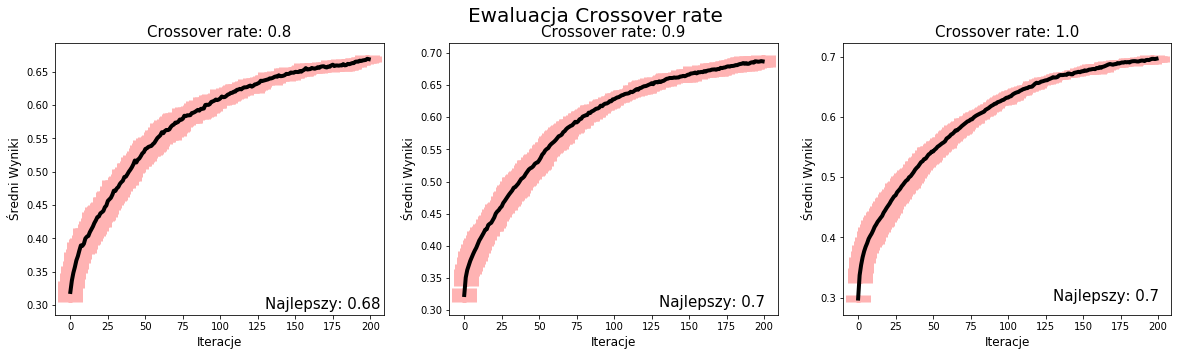 Ewaluacja Crossover rate
Crossover rate: 0.8
Średni Wyniki
0.65
0.60
0.55
0.50
0.45
0.40
0.35
0.30
Najlepszy: 0.68
0 25 50 75 100 125 150 175 200
Iteracje
Crossover rate: 0.9
Średni Wyniki
0.70
0.65
0.60
0.55
0.50
0.45
0.40
0.35
0.30
Najlepszy: 0.7
0 25 50 75 100 125 150 175 200
Iteracje
Crossover rate: 1.0
Średni Wyniki
0.7
0.6
0.5
0.4
0.3
Najlepszy: 0.7
0 25 50 75 100 125 150 175 200
Iteracje